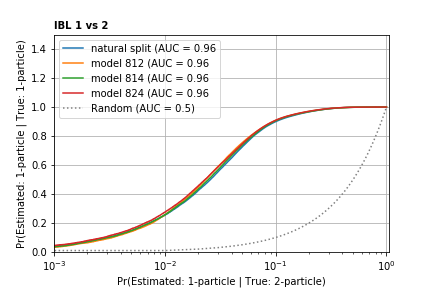 IBL 1 vs 2
Pr(Estimated: 1-particle | True: 1-particle)
1.4
1.2
1.0
0.8
0.6
0.4
0.2
0.0
natural split (AUC = 0.96
model 812 (AUC = 0.96
model 814 (AUC = 0.96
model 824 (AUC = 0.96
Random (AUC = 0.5)
10⁻³ 10⁻² 10⁻¹ 10⁰
Pr(Estimated: 1-particle | True: 2-particle)